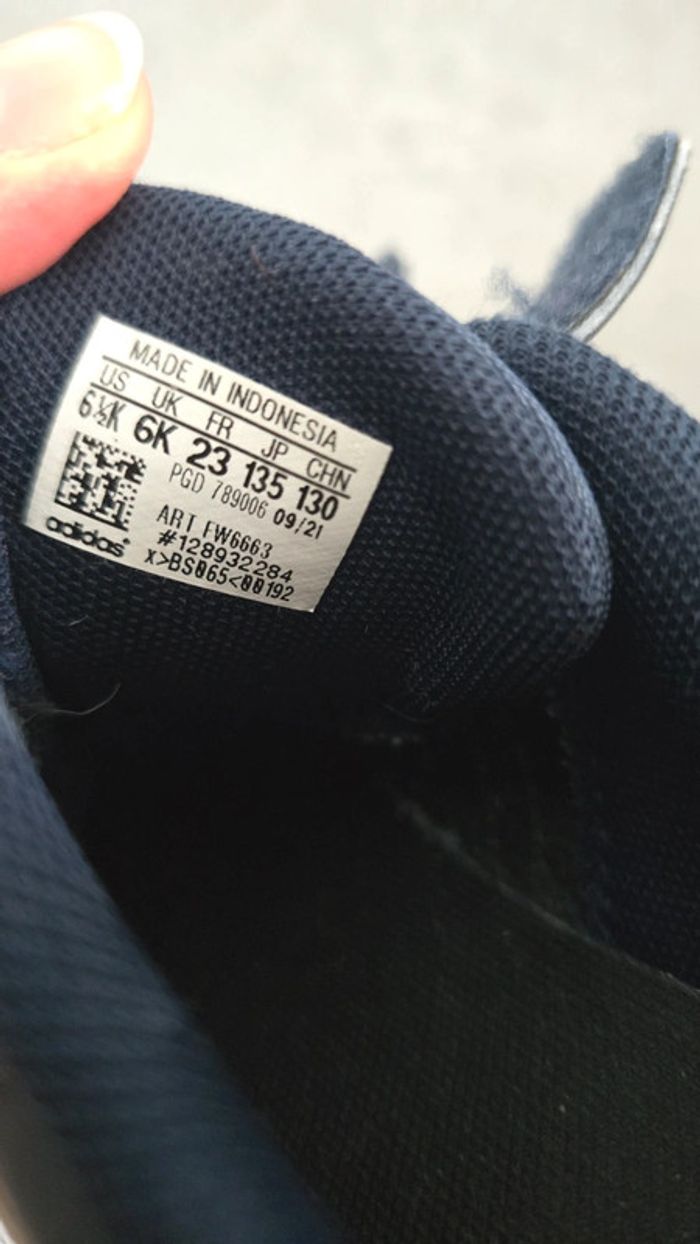 MADE IN INDONESIA
US UK FR JP CHN
6½K 6K 23 135 130
PGD 789006 09/21
ART FW6663
#128932284
X>BS065<00192
adidas